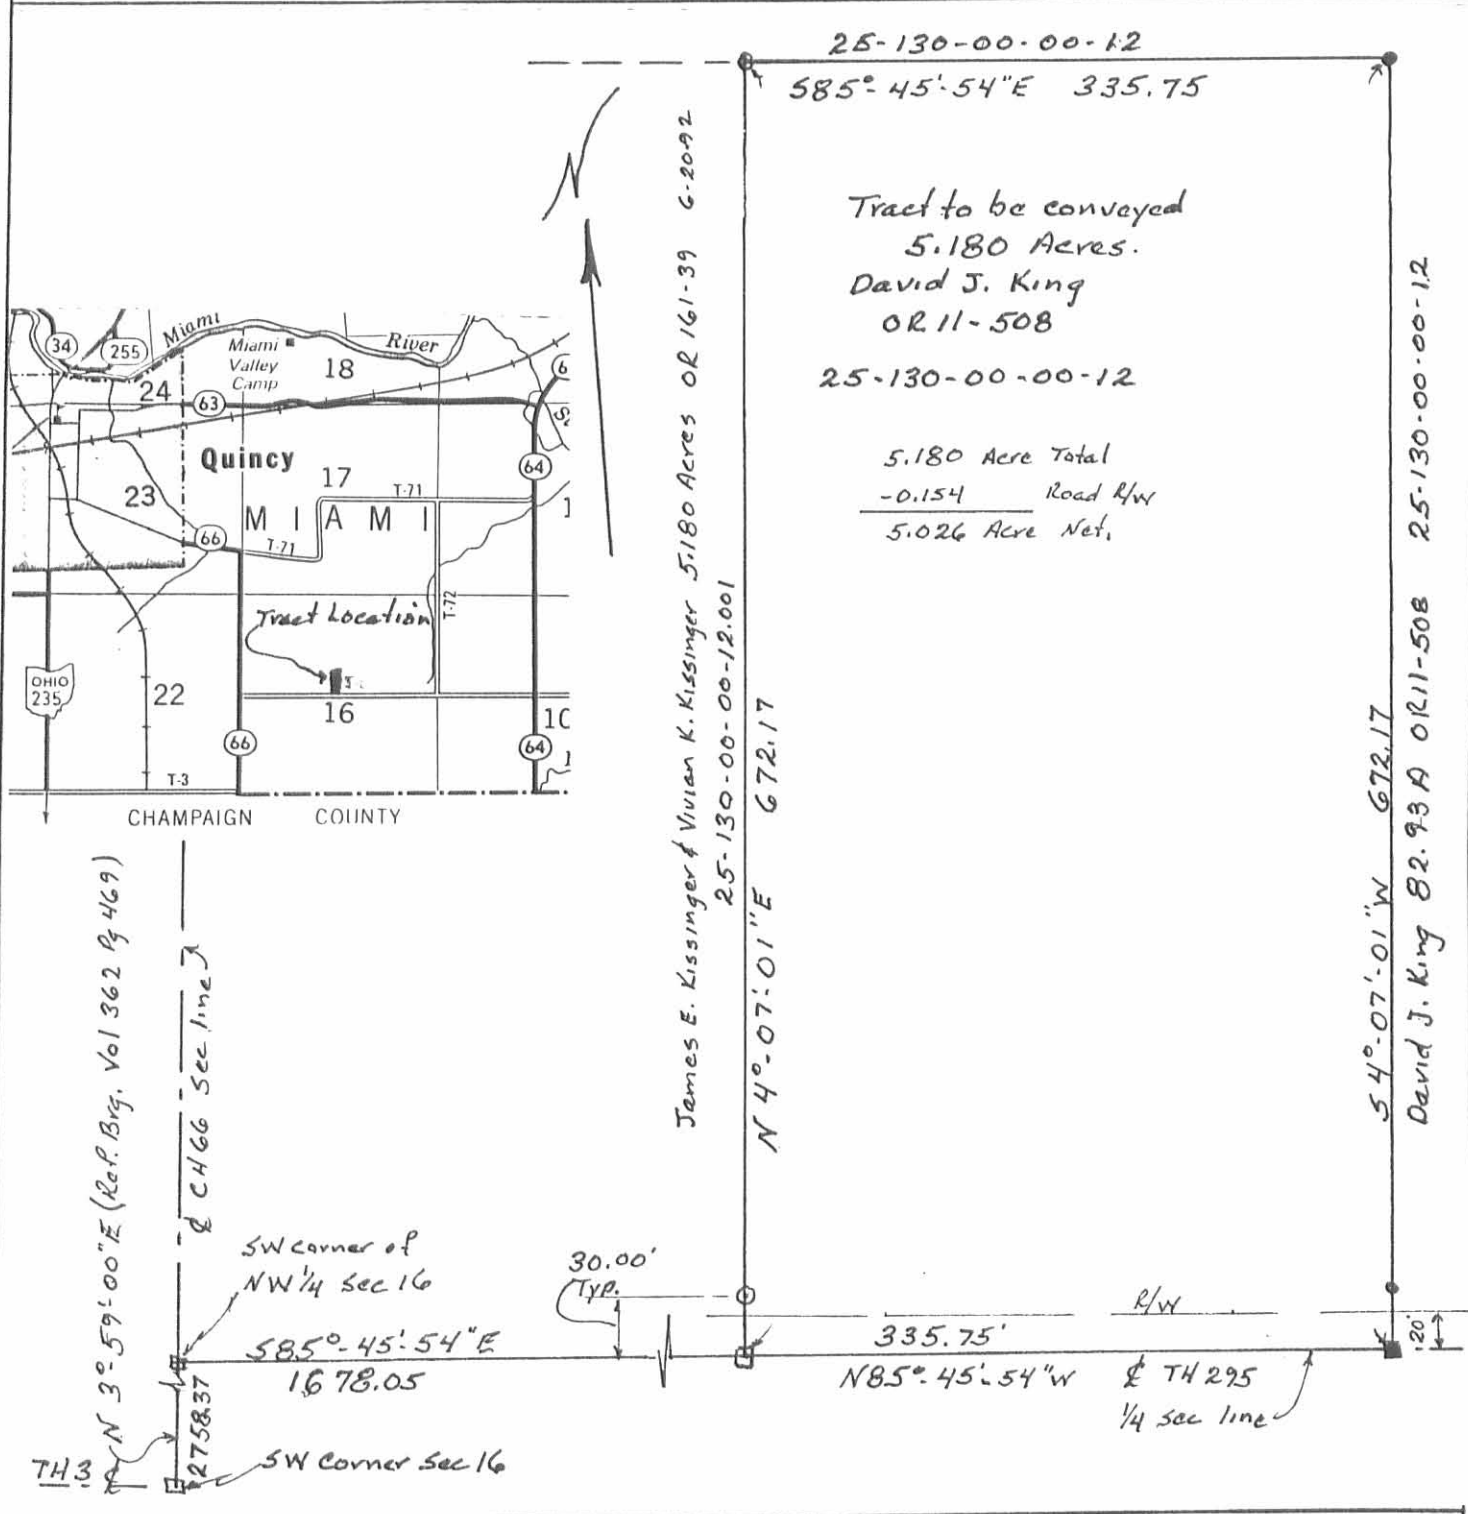 25-130-00-00-12
S85°-45'-54"E 335.75
Tract to be conveyed
5.180 Acres.
David J. King
OR 11-508
25-130-00-00-12
5.180 Acre Total
-0.154 Road R/W
5.026 Acre Net.
N
James E. Kissinger & Vivian K. Kissinger 5.180 Acres OR 161-39 6-20-92
25-130-00-00-12.001
N 4°-07'-01"E 672.17
S 4°-07'-01"W 672.17
David J. King 82.93 A OR11-508 25-130-00-00-12
34
255
Miami
River
Miami
Valley
Camp
18
24
63
Quincy
17
T-71
64
23
MIAMI
66
T-71
T-72
Tract Location
OHIO
235
22
16
66
64
T-3
CHAMPAIGN COUNTY
N 3°-59'-00"E (Ref. Brg. Vol 362 Pg 469)
℄ CH66 Sec line
SW corner of
NW 1/4 Sec 16
30.00'
Typ.
R/W
20'
S85°-45'-54"E
1678.05
335.75'
N85°-45'-54"W ℄ TH 295
1/4 sec line
2758.37
TH3 ℄
SW corner Sec 16